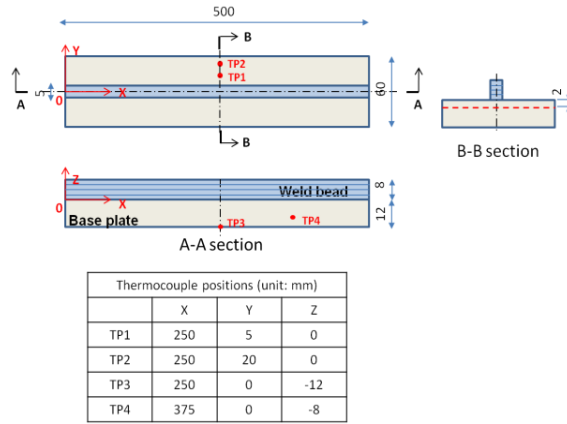 500
B
Y
TP2
TP1
A
5
0
X
60
A
2
B
B-B section
Z
Weld bead
8
0
X
Base plate
TP3
TP4
12
A-A section
Thermocouple positions (unit: mm)
X Y Z
TP1 250 5 0
TP2 250 20 0
TP3 250 0 -12
TP4 375 0 -8